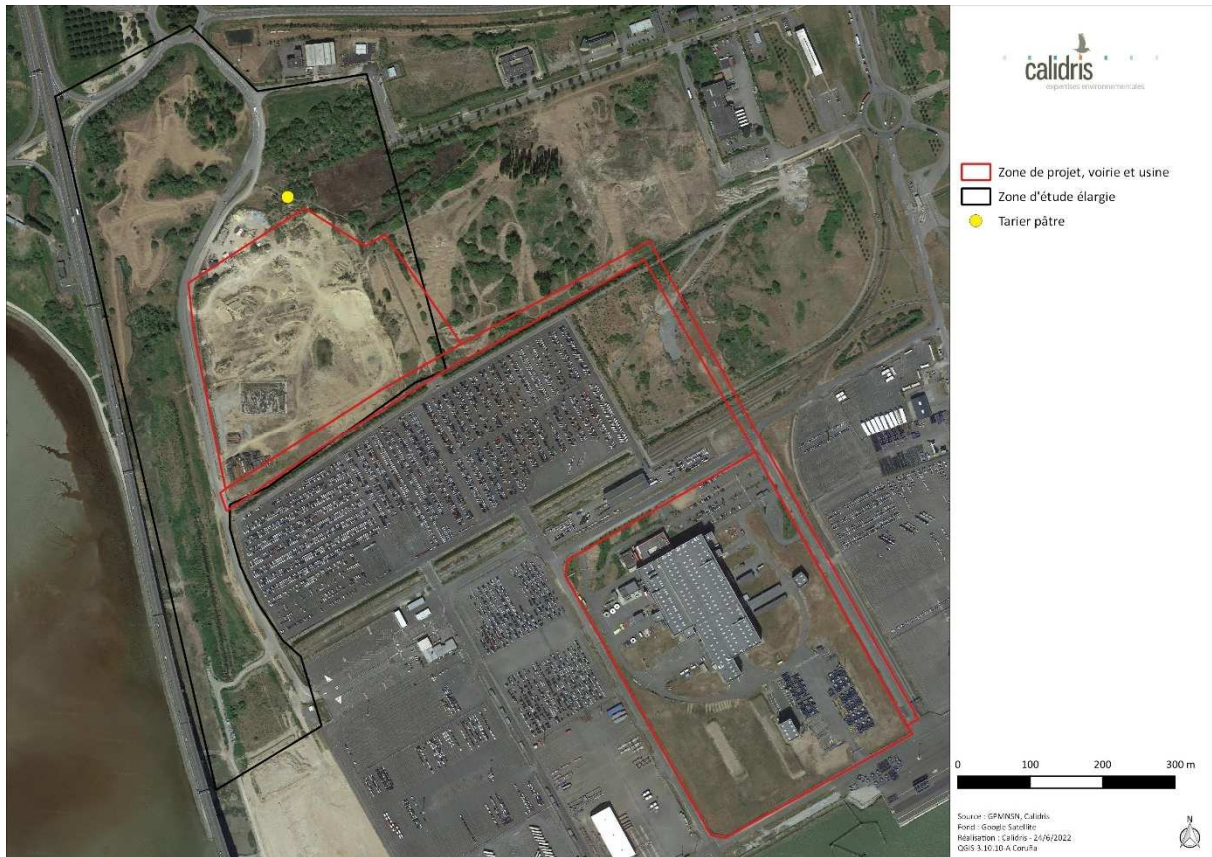 calidris
expertises environnementales
Zone de projet, voirie et usine
Zone d'étude élargie
Tarier pâtre
0 100 200 300 m
Source : GPMNSN, Calidris
Fond : Google Satellite
Réalisation : Calidris - 24/6/2022
QGIS 3.10.10-A Coruña
N